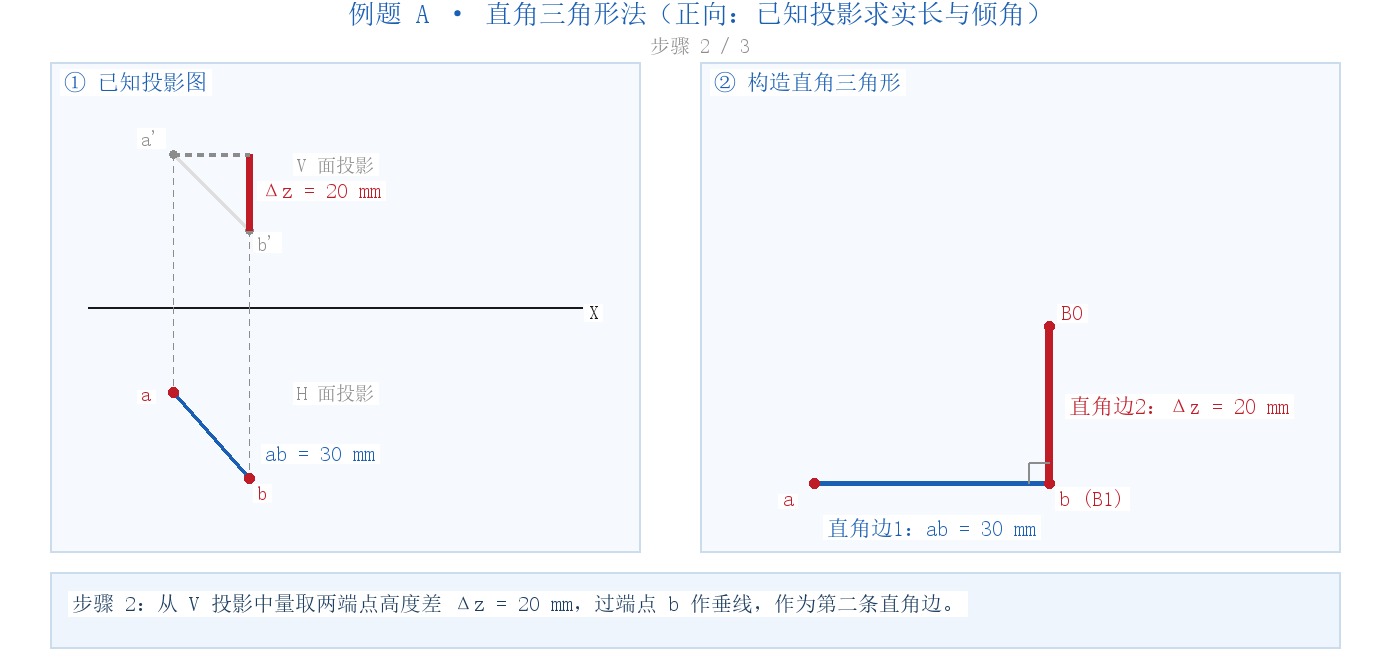 例题 A · 直角三角形法（正向：已知投影求实长与倾角）
步骤 2 / 3
① 已知投影图
a'
V 面投影
Δz = 20 mm
b'
X
a
H 面投影
ab = 30 mm
b
② 构造直角三角形
B0
直角边2：Δz = 20 mm
a
b (B1)
直角边1：ab = 30 mm
步骤 2：从 V 投影中量取两端点高度差 Δz = 20 mm，过端点 b 作垂线，作为第二条直角边。